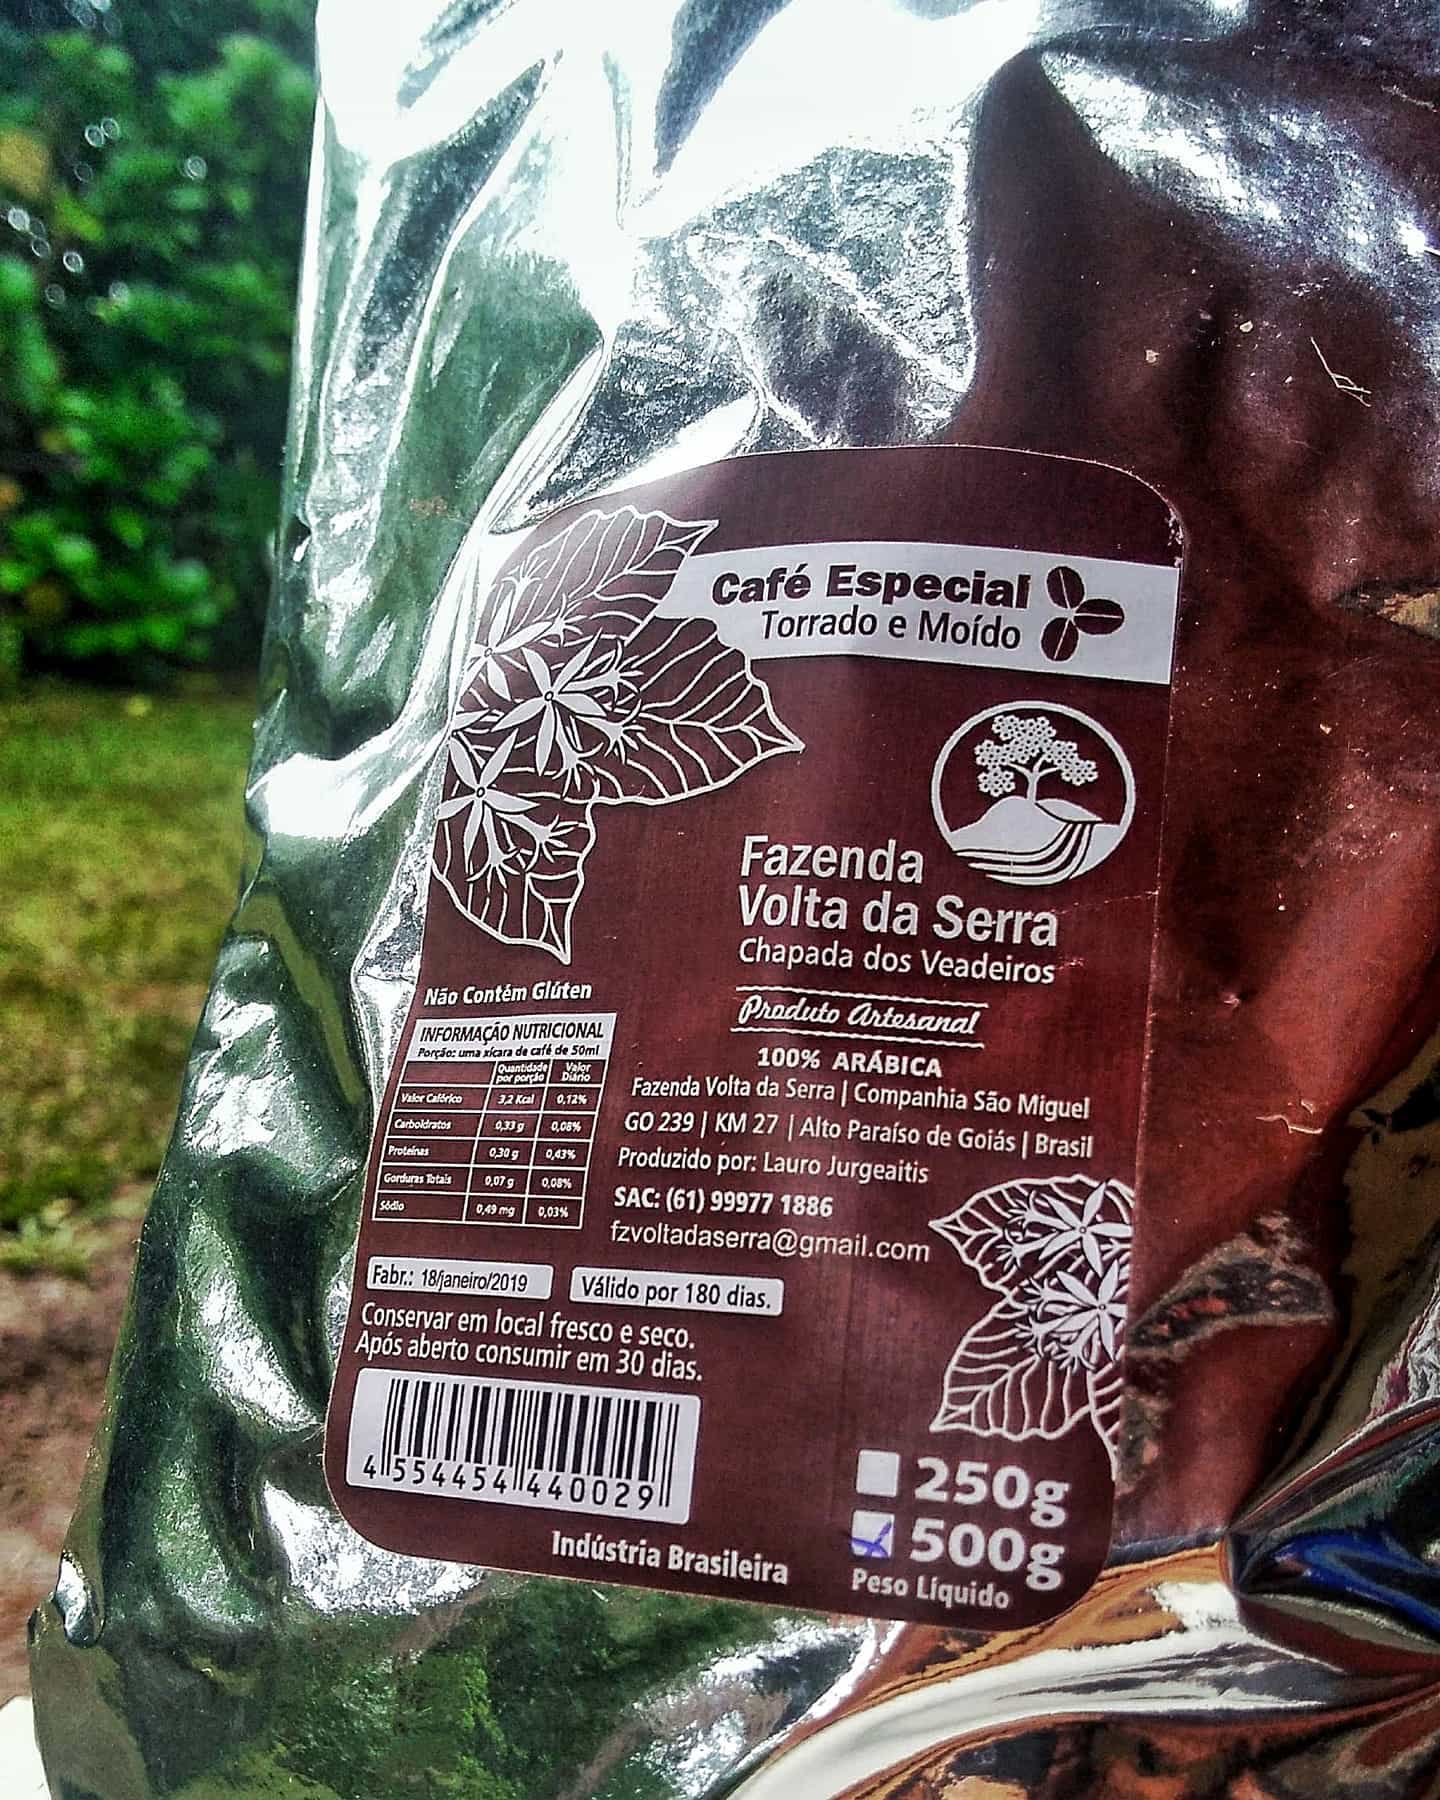 Café Especial
Torrado e Moído
Fazenda
Volta da Serra
Chapada dos Veadeiros
Produto Artesanal
100% ARÁBICA
Fazenda Volta da Serra | Companhia São Miguel
GO 239 | KM 27 | Alto Paraíso de Goiás | Brasil
Produzido por: Lauro Jurgeaitis
SAC: (61) 99977 1886
fzvoltadaserra@gmail.com
Não Contém Glúten
INFORMAÇÃO NUTRICIONAL
Porção: uma xícara de café de 50ml
Quantidade por porção Valor Diário
Valor Calórico 3,2 Kcal 0,12%
Carboidratos 0,33 g 0,08%
Proteínas 0,30 g 0,43%
Gorduras Totais 0,07 g 0,08%
Sódio 0,49 mg 0,03%
Fabr.: 18/janeiro/2019 Válido por 180 dias.
Conservar em local fresco e seco.
Após aberto consumir em 30 dias.
4 554454 440029
Indústria Brasileira
250g
500g
Peso Líquido